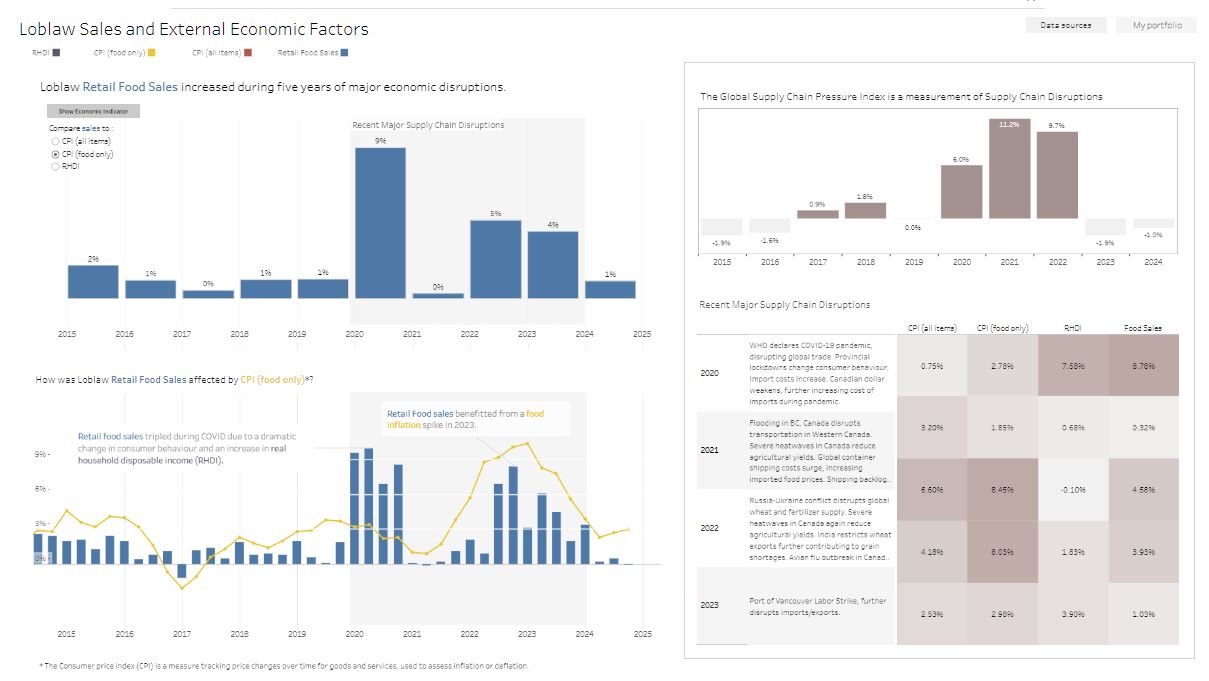 Loblaw Sales and External Economic Factors
Data sources
My portfolio
RHDI
CPI (food only)
CPI (all items)
Retail Food Sales
Loblaw Retail Food Sales increased during five years of major economic disruptions.
Show Economic Indicator
Compare sales to:
CPI (all items)
CPI (food only)
RHDI
Recent Major Supply Chain Disruptions
2%
1%
0%
1%
1%
9%
0%
5%
4%
1%
2015 2016 2017 2018 2019 2020 2021 2022 2023 2024 2025
How was Loblaw Retail Food Sales affected by CPI (food only)*?
Retail food sales tripled during COVID due to a dramatic
change in consumer behaviour and an increase in real
household disposable income (RHDI).
Retail Food sales benefitted from a food
inflation spike in 2023.
9%
6%
3%
0%
2015 2016 2017 2018 2019 2020 2021 2022 2023 2024 2025
* The Consumer price index (CPI) is a measure tracking price changes over time for goods and services, used to assess inflation or deflation.
The Global Supply Chain Pressure Index is a measurement of Supply Chain Disruptions
-1.9%
-1.6%
0.9%
1.8%
0.0%
6.0%
11.2%
9.7%
-1.9%
-1.0%
2015 2016 2017 2018 2019 2020 2021 2022 2023 2024
Recent Major Supply Chain Disruptions
CPI (all items) CPI (food only) RHDI Food Sales
2020
WHO declares COVID-19 pandemic,
disrupting global trade. Provincial
lockdowns change consumer behaviour.
Import costs increase. Canadian dollar
weakens, further increasing cost of
imports during pandemic.
0.75% 2.78% 7.58% 8.78%
2021
Flooding in BC, Canada disrupts
transportation in Western Canada.
Severe heatwaves in Canada reduce
agricultural yields. Global container
shipping costs surge, increasing
imported food prices. Shipping backlog..
3.20% 1.85% 0.68% 0.32%
6.60% 8.45% -0.10% 4.58%
2022
Russia-Ukraine conflict distrupts global
wheat and fertilizer supply. Severe
heatwaves in Canada again reduce
agricultural yields. India restricts wheat
exports further contributing to grain
shortages. Avian flu outbreak in Canad..
4.18% 8.03% 1.83% 3.93%
2023
Port of Vancouver Labor Strike, further
disrupts imports/exports.
2.53% 2.98% 3.90% 1.03%